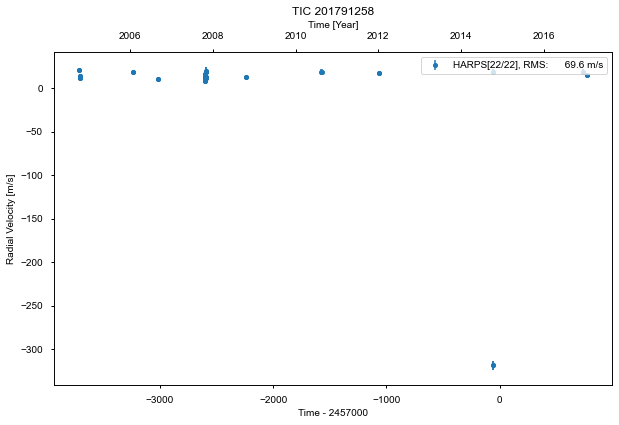 TIC 201791258
Time [Year]
2006 2008 2010 2012 2014 2016
HARPS[22/22], RMS: 69.6 m/s
0
−50
−100
−150
−200
−250
−300
Radial Velocity [m/s]
−3000 −2000 −1000 0
Time - 2457000